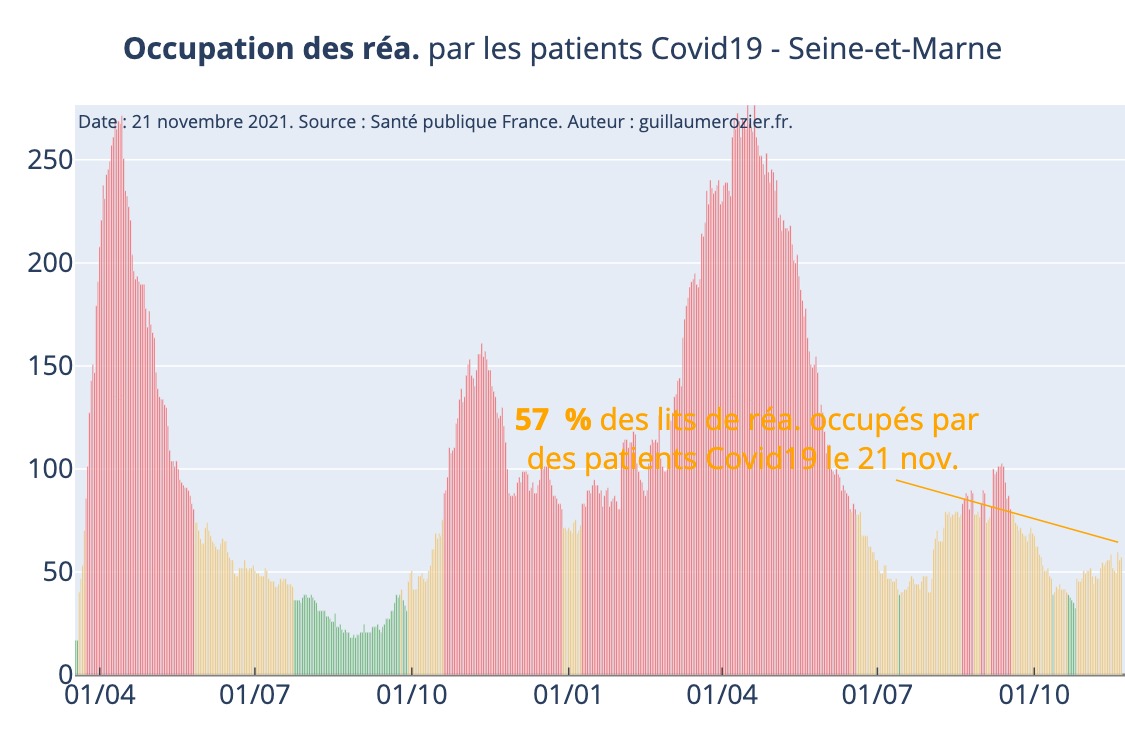 Occupation des réa. par les patients Covid19 - Seine-et-Marne
Date : 21 novembre 2021. Source : Santé publique France. Auteur : guillaumerozier.fr.
250
200
150
57 % des lits de réa. occupés par
des patients Covid19 le 21 nov.
100
50
0
01/04 01/07 01/10 01/01 01/04 01/07 01/10